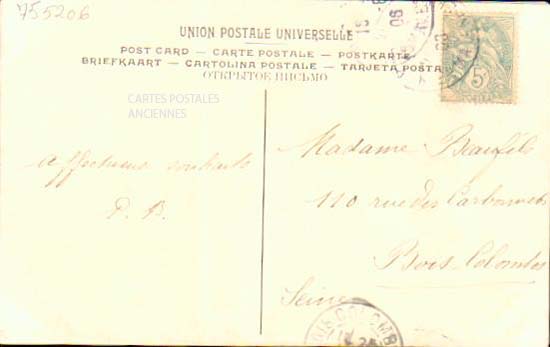 755206
UNION POSTALE UNIVERSELLE
POST CARD — CARTE POSTALE — POSTKARTE
BRIEFKAART — CARTOLINA POSTALE — TARJETA POSTAL
ОТКРЫТОЕ ПИСЬМО
CARTES POSTALES
ANCIENNES
Affectueux souhaits
P. B.
Madame
110 rue des
Bois-Colombes
Seine
5